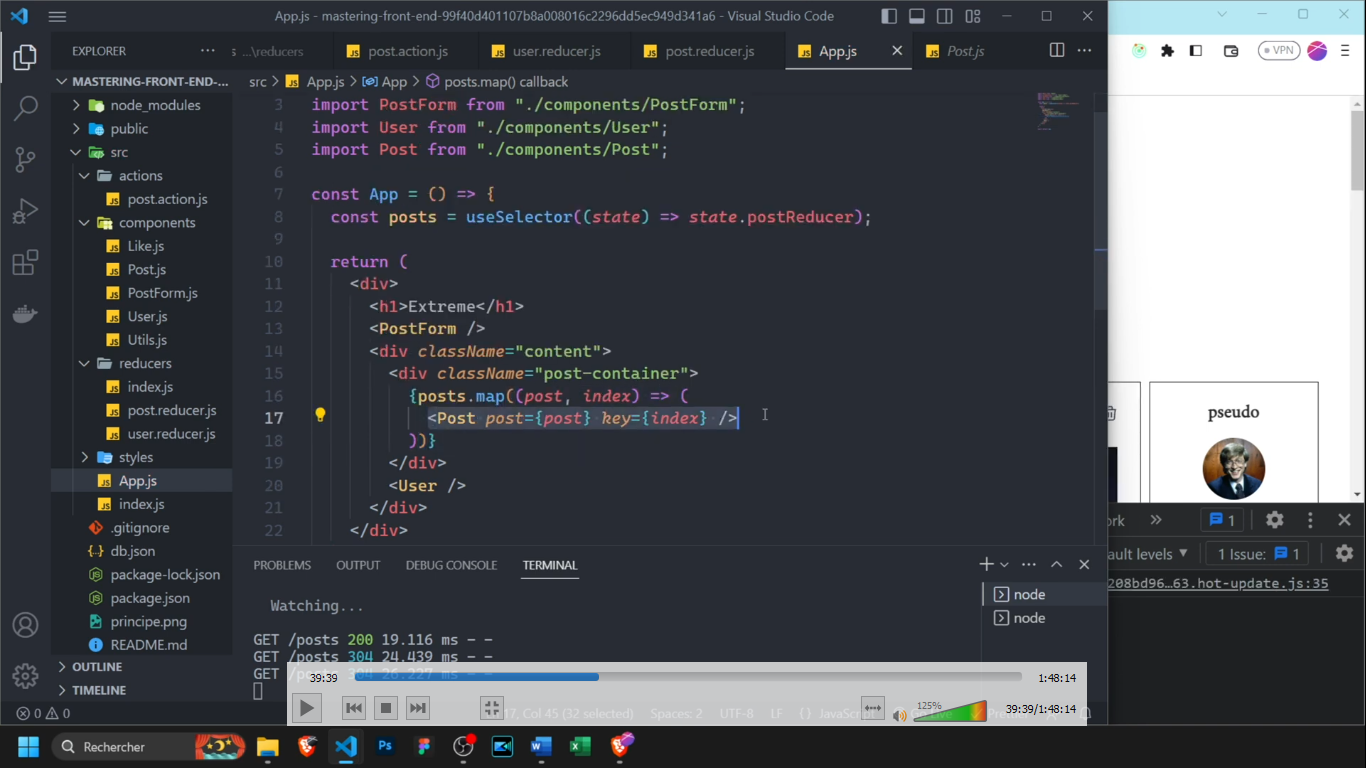 App.js - mastering-front-end-99f40d401107b8a008016c2296dd5ec949d341a6 - Visual Studio Code
EXPLORER
...\reducers
post.action.js
user.reducer.js
post.reducer.js
App.js
Post.js
VPN
MASTERING-FRONT-END-...
node_modules
public
src
actions
post.action.js
components
Like.js
Post.js
PostForm.js
User.js
Utils.js
reducers
index.js
post.reducer.js
user.reducer.js
styles
App.js
index.js
.gitignore
db.json
package-lock.json
package.json
principe.png
README.md
OUTLINE
TIMELINE
src > App.js > App > posts.map() callback
3 import PostForm from "./components/PostForm";
4 import User from "./components/User";
5 import Post from "./components/Post";
6
7 const App = () => {
8 const posts = useSelector((state) => state.postReducer);
9
10 return (
11 <div>
12 <h1>Extreme</h1>
13 <PostForm />
14 <div className="content">
15 <div className="post-container">
16 {posts.map((post, index) => (
17 <Post post={post} key={index} />
18 ))}
19 </div>
20 <User />
21 </div>
22 </div>
PROBLEMS
OUTPUT
DEBUG CONSOLE
TERMINAL
Watching...
GET /posts 200 19.116 ms - -
GET /posts 304 24.439 ms - -
GET /posts 304 26.227 ms - -
node
node
pseudo
1
ault levels ▼
1 Issue: 1
208bd96…63.hot-update.js:35
39:39
1:48:14
125%
39:39/1:48:14
0 0
Col 45 (32 selected)
Spaces: 2
UTF-8
LF
{} JavaScript
Rechercher